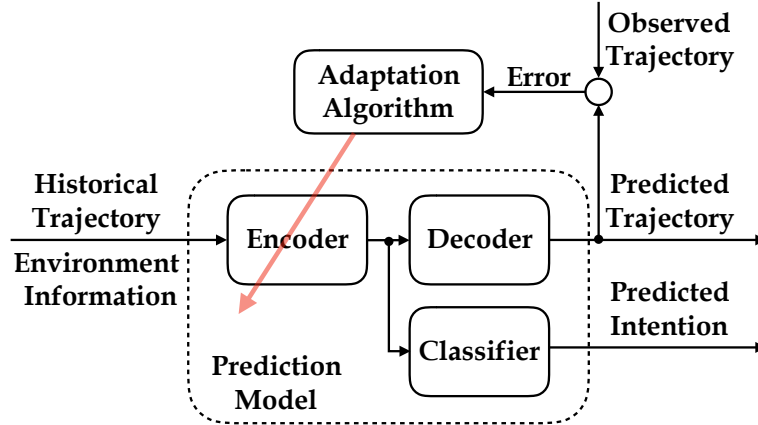 Observed
Trajectory
Adaptation
Algorithm
Error
Historical
Trajectory
Environment
Information
Encoder
Decoder
Predicted
Trajectory
Classifier
Predicted
Intention
Prediction
Model